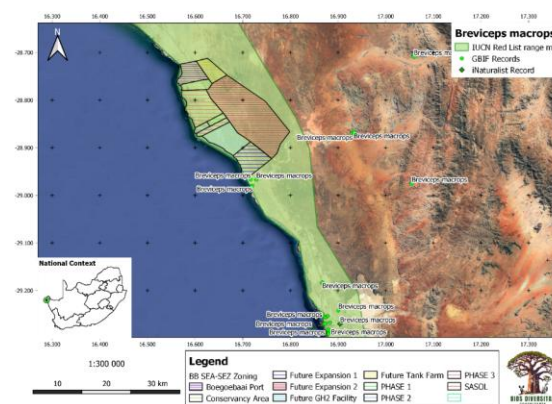 16.300 16.400 16.500 16.600 16.700 16.800 16.900 17.000 17.100 17.200 17.300
N
Breviceps macrops
IUCN Red List range m
GBIF Records
iNaturalist Record
-28.700
-28.800
-28.900
-29.000
-29.100
-29.200
Breviceps macrops
Breviceps macrops
Breviceps macrops
Breviceps macrops
Breviceps macrops
Breviceps macrops
Breviceps macrops
Breviceps macrops
Breviceps macrops
Breviceps macrops
Breviceps macrops
National Context
1:300 000
10 20 30 km
Legend
BB SEA-SEZ Zoning
Boegoebaai Port
Conservancy Area
Future Expansion 1
Future Expansion 2
Future GH2 Facility
Future Tank Farm
PHASE 1
PHASE 2
PHASE 3
SASOL
BIOS DIVERSITAS